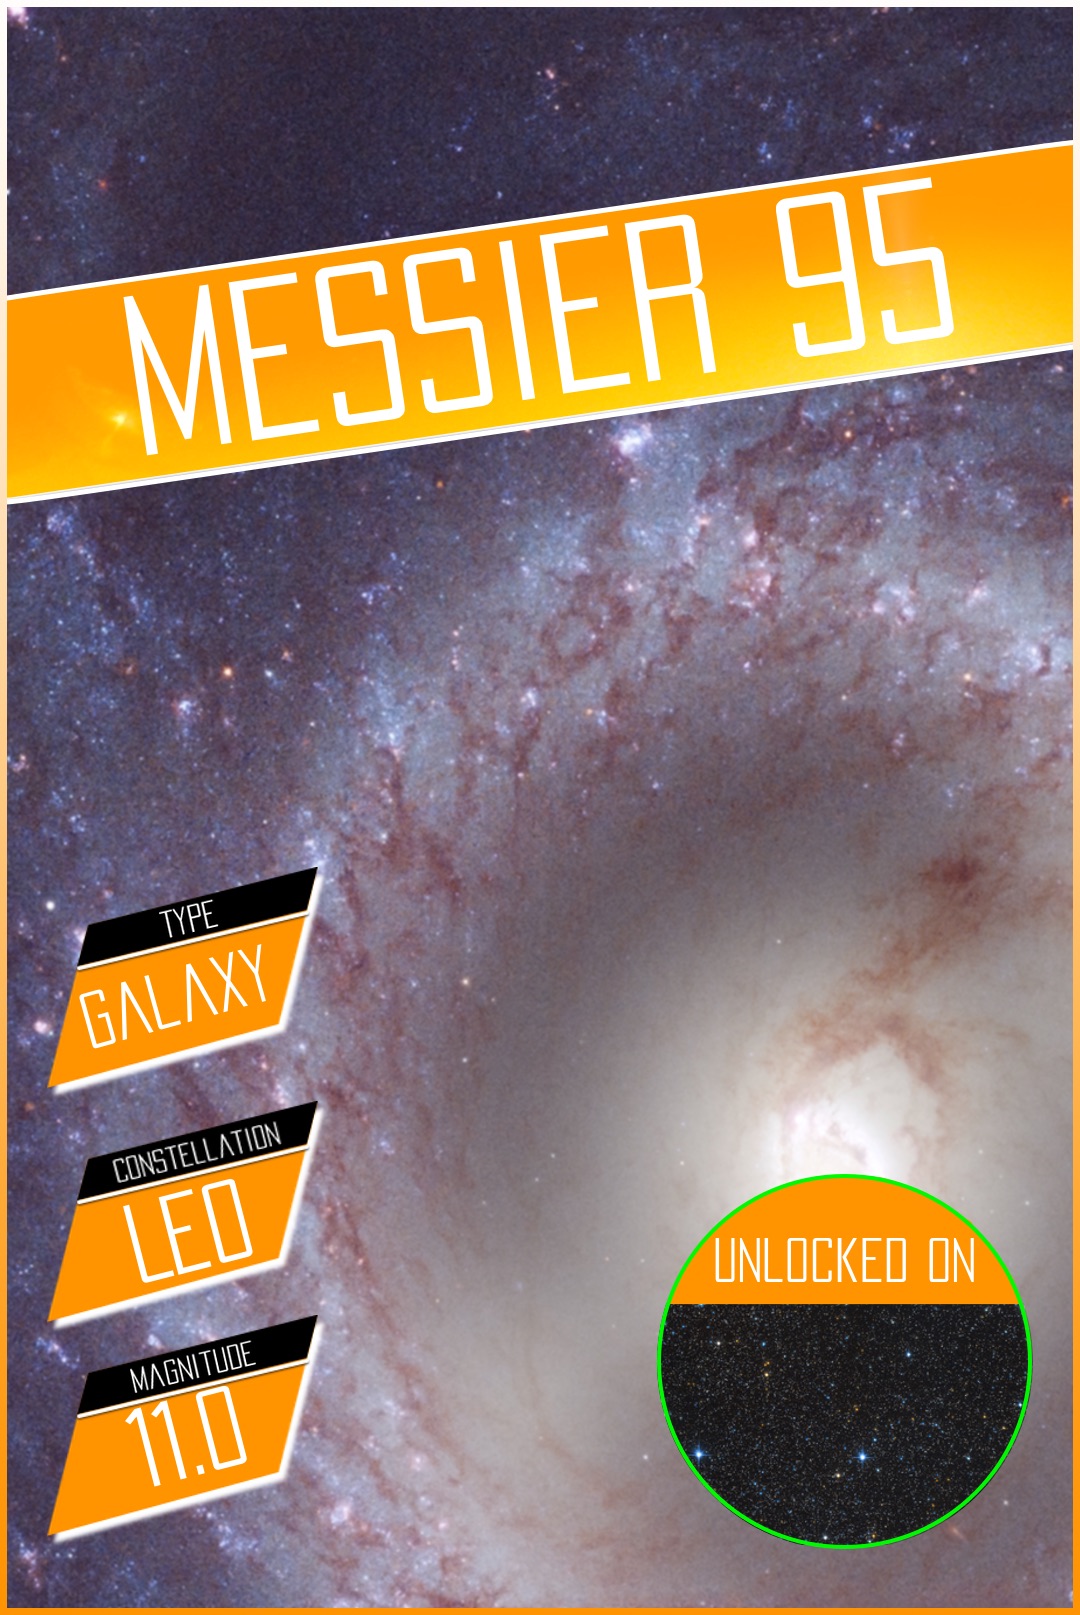 MESSIER 95
TYPE
GALAXY
CONSTELLATION
LEO
MAGNITUDE
11.0
UNLOCKED ON